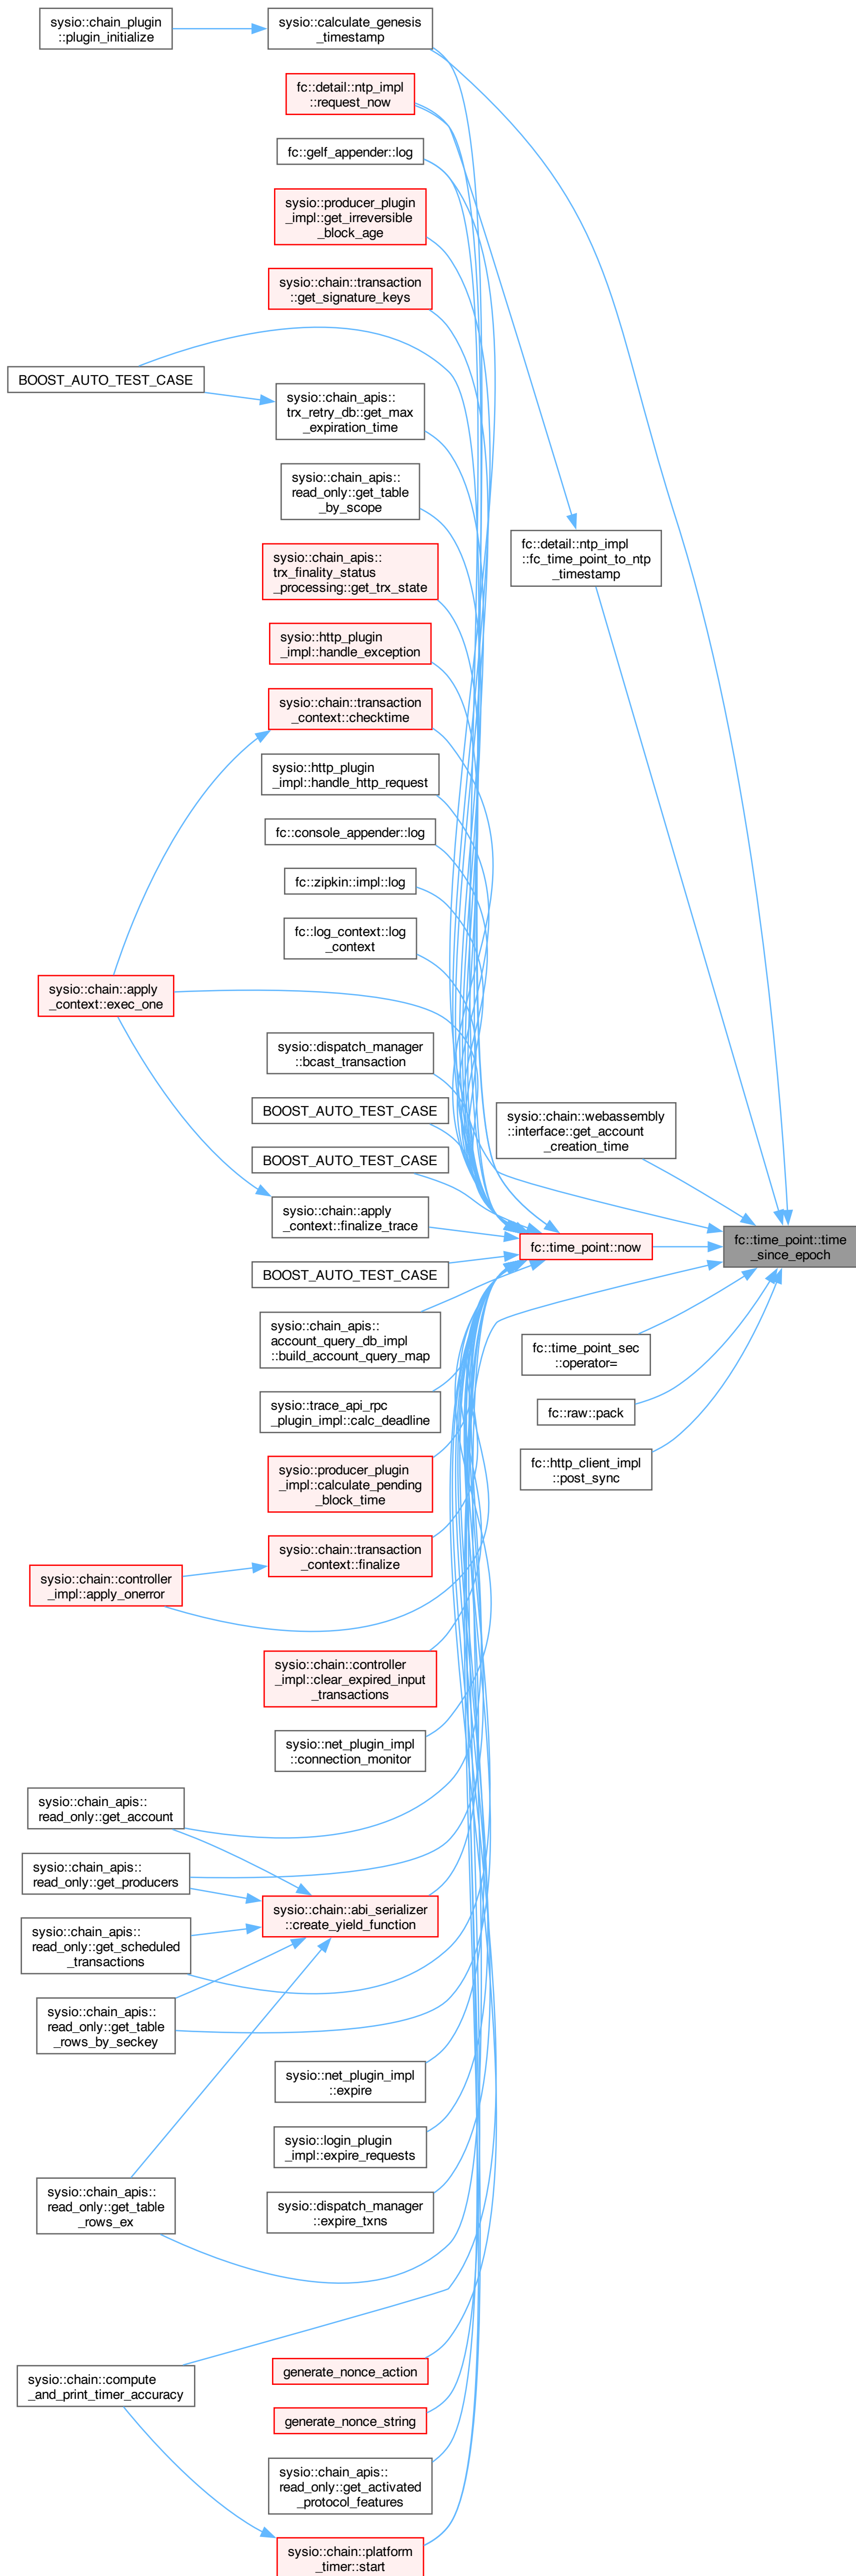 sysio::chain_plugin
::plugin_initialize
sysio::calculate_genesis
_timestamp
fc::detail::ntp_impl
::request_now
fc::gelf_appender::log
sysio::producer_plugin
_impl::get_irreversible
_block_age
sysio::chain::transaction
::get_signature_keys
BOOST_AUTO_TEST_CASE
sysio::chain_apis::
trx_retry_db::get_max
_expiration_time
sysio::chain_apis::
read_only::get_table
_by_scope
fc::detail::ntp_impl
::fc_time_point_to_ntp
_timestamp
sysio::chain_apis::
trx_finality_status
_processing::get_trx_state
sysio::http_plugin
_impl::handle_exception
sysio::chain::transaction
_context::checktime
sysio::http_plugin
_impl::handle_http_request
fc::console_appender::log
fc::zipkin::impl::log
fc::log_context::log
_context
sysio::chain::apply
_context::exec_one
sysio::dispatch_manager
::bcast_transaction
BOOST_AUTO_TEST_CASE
sysio::chain::webassembly
::interface::get_account
_creation_time
BOOST_AUTO_TEST_CASE
sysio::chain::apply
_context::finalize_trace
fc::time_point::now
fc::time_point::time
_since_epoch
BOOST_AUTO_TEST_CASE
sysio::chain_apis::
account_query_db_impl
::build_account_query_map
fc::time_point_sec
::operator=
sysio::trace_api_rpc
_plugin_impl::calc_deadline
fc::raw::pack
fc::http_client_impl
::post_sync
sysio::producer_plugin
_impl::calculate_pending
_block_time
sysio::chain::transaction
_context::finalize
sysio::chain::controller
_impl::apply_onerror
sysio::chain::controller
_impl::clear_expired_input
_transactions
sysio::net_plugin_impl
::connection_monitor
sysio::chain_apis::
read_only::get_account
sysio::chain_apis::
read_only::get_producers
sysio::chain::abi_serializer
::create_yield_function
sysio::chain_apis::
read_only::get_scheduled
_transactions
sysio::chain_apis::
read_only::get_table
_rows_by_seckey
sysio::net_plugin_impl
::expire
sysio::login_plugin
_impl::expire_requests
sysio::chain_apis::
read_only::get_table
_rows_ex
sysio::dispatch_manager
::expire_txns
sysio::chain::compute
_and_print_timer_accuracy
generate_nonce_action
generate_nonce_string
sysio::chain_apis::
read_only::get_activated
_protocol_features
sysio::chain::platform
_timer::start